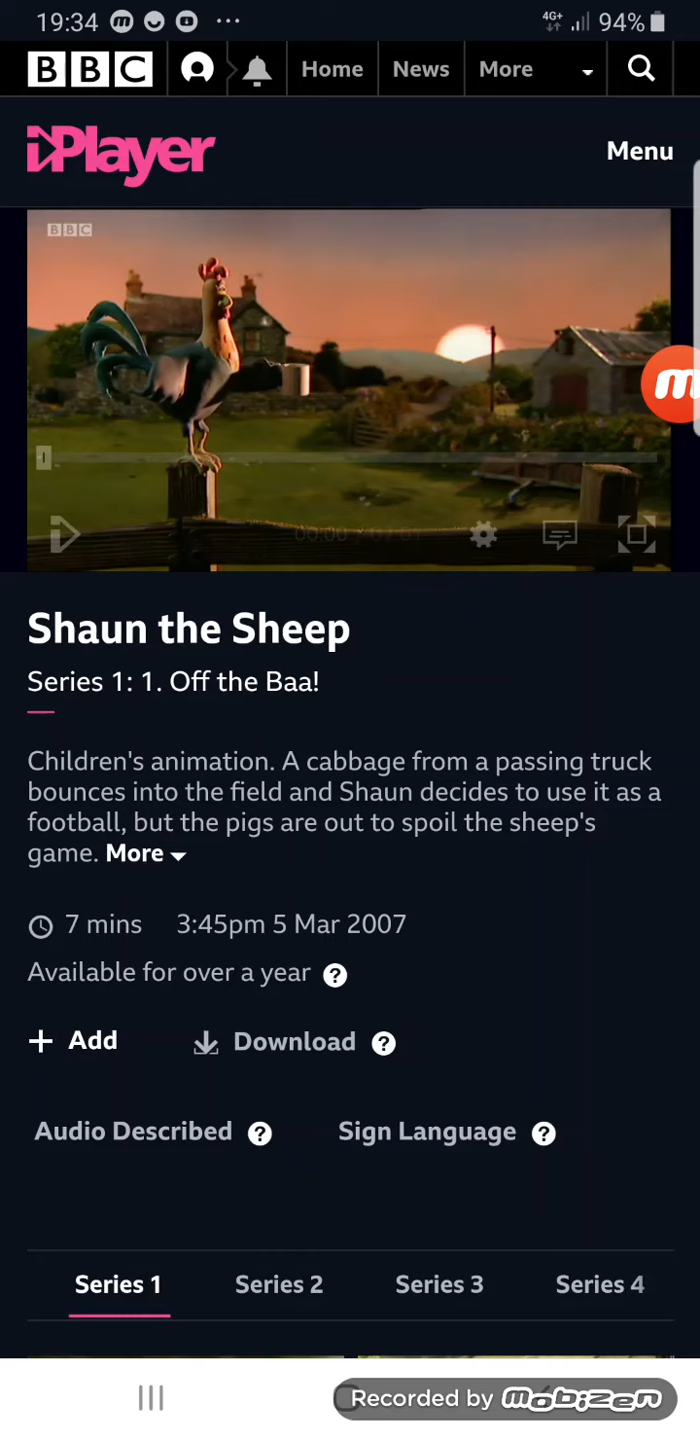 19:34
4G+ 94%
BBC Home News More
iPlayer
Menu
BBC
Shaun the Sheep
Series 1: 1. Off the Baa!
Children's animation. A cabbage from a passing truck
bounces into the field and Shaun decides to use it as a
football, but the pigs are out to spoil the sheep's
game. More
7 mins 3:45pm 5 Mar 2007
Available for over a year ?
+ Add Download ?
Audio Described ? Sign Language ?
Series 1 Series 2 Series 3 Series 4
Recorded by mobizen